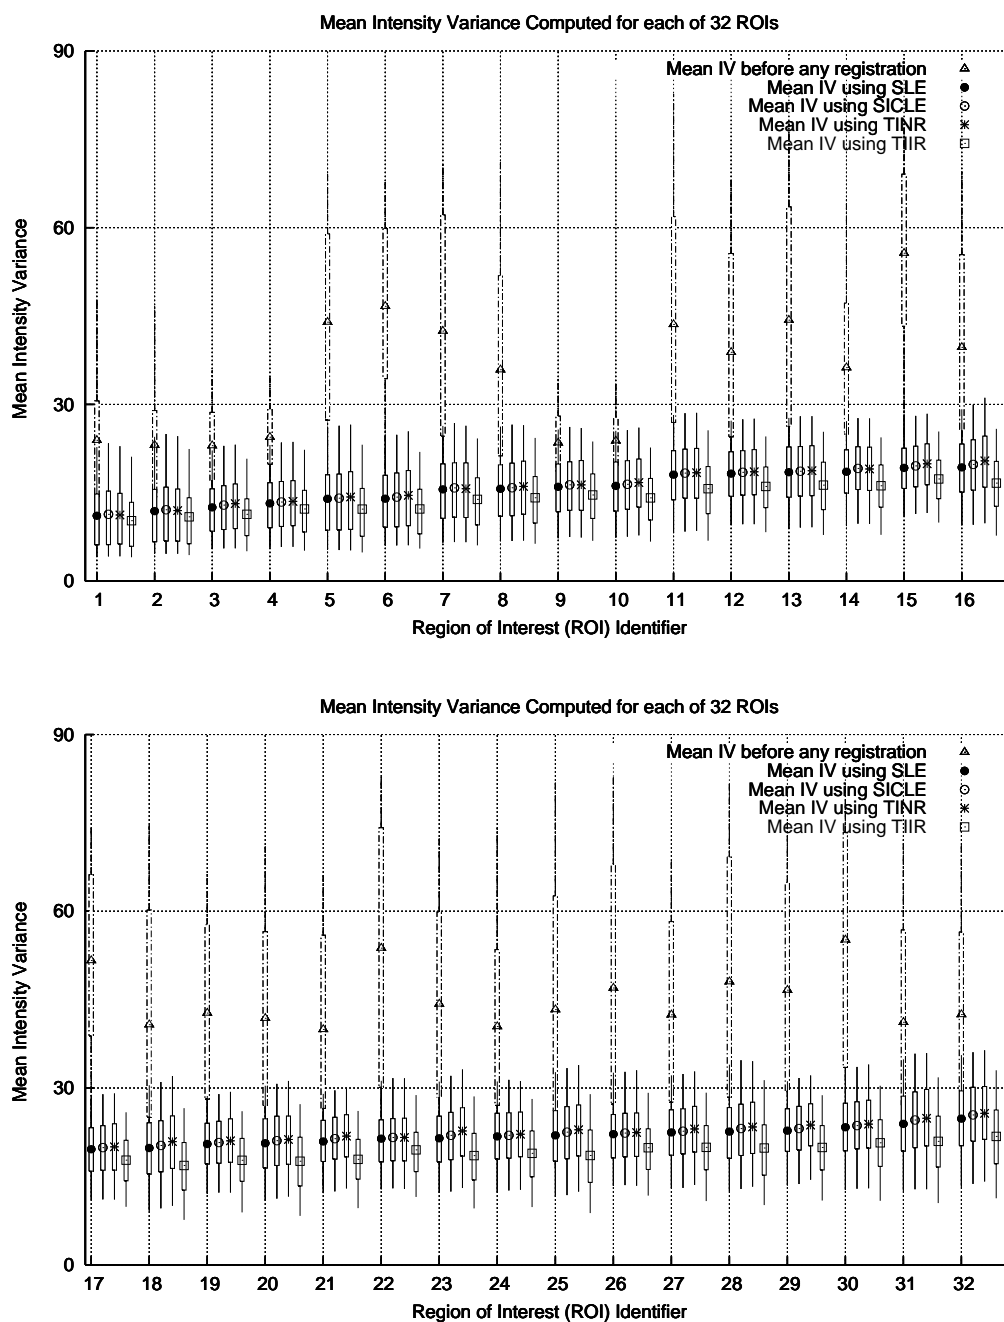 Mean Intensity Variance Computed for each of 32 ROIs
90
60
30
0
Mean Intensity Variance
Mean IV before any registration
Mean IV using SLE
Mean IV using SICLE
Mean IV using TINR
Mean IV using TIIR
1 2 3 4 5 6 7 8 9 10 11 12 13 14 15 16
Region of Interest (ROI) Identifier
Mean Intensity Variance Computed for each of 32 ROIs
90
60
30
0
Mean Intensity Variance
Mean IV before any registration
Mean IV using SLE
Mean IV using SICLE
Mean IV using TINR
Mean IV using TIIR
17 18 19 20 21 22 23 24 25 26 27 28 29 30 31 32
Region of Interest (ROI) Identifier